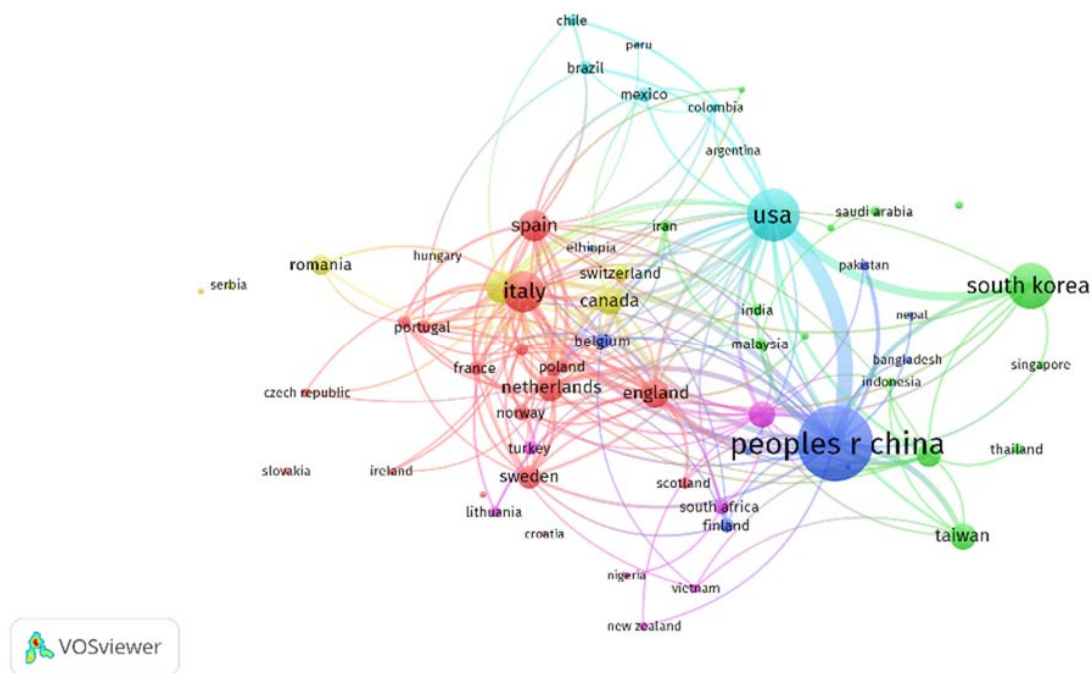 chile
peru
brazil
mexico
colombia
argentina
usa
saudi arabia
spain
iran
ethiopia
hungary
romania
switzerland
pakistan
serbia
italy
canada
south korea
india
nepal
portugal
belgium
malaysia
bangladesh
france
poland
singapore
indonesia
czech republic
netherlands
england
norway
peoples r china
turkey
thailand
slovakia
ireland
sweden
scotland
lithuania
south africa
finland
croatia
taiwan
nigeria
vietnam
new zealand
VOSviewer